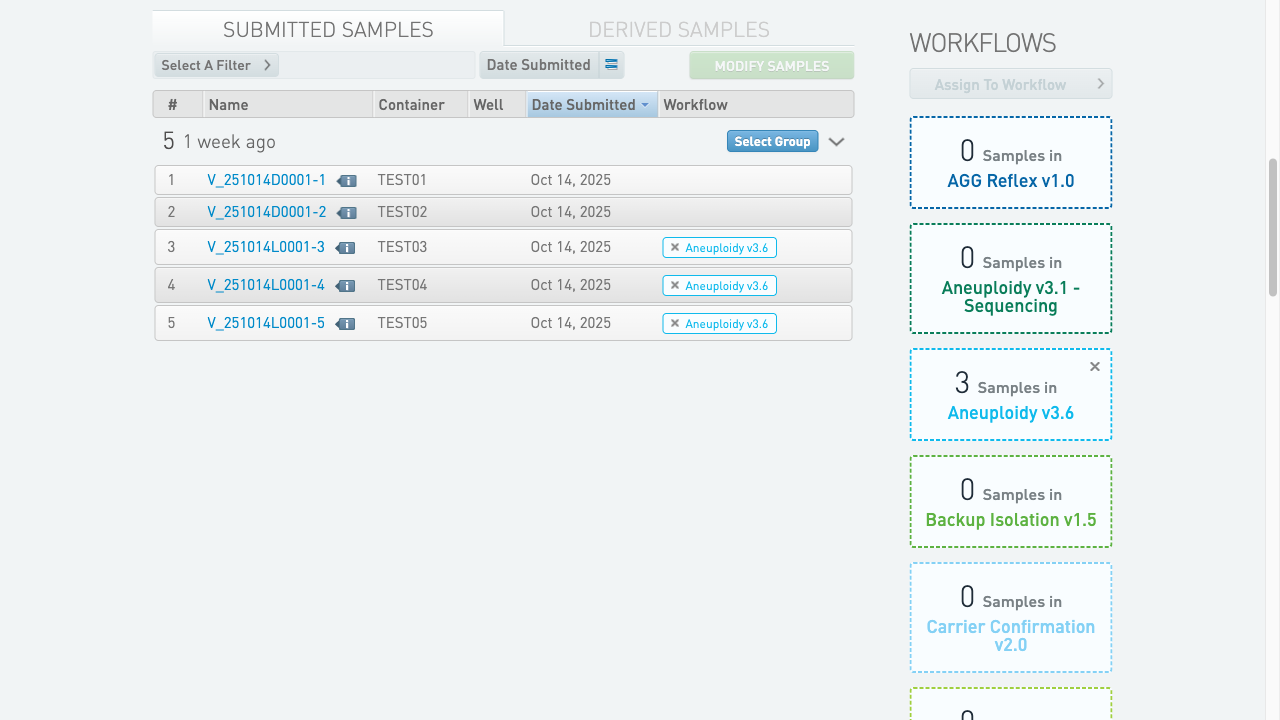 SUBMITTED SAMPLES
DERIVED SAMPLES
Select A Filter
Date Submitted
MODIFY SAMPLES
# Name Container Well Date Submitted Workflow
5 1 week ago
Select Group
1 V_251014D0001-1 TEST01 Oct 14, 2025
2 V_251014D0001-2 TEST02 Oct 14, 2025
3 V_251014L0001-3 TEST03 Oct 14, 2025 Aneuploidy v3.6
4 V_251014L0001-4 TEST04 Oct 14, 2025 Aneuploidy v3.6
5 V_251014L0001-5 TEST05 Oct 14, 2025 Aneuploidy v3.6
WORKFLOWS
Assign To Workflow
0 Samples in
AGG Reflex v1.0
0 Samples in
Aneuploidy v3.1 -
Sequencing
3 Samples in
Aneuploidy v3.6
0 Samples in
Backup Isolation v1.5
0 Samples in
Carrier Confirmation
v2.0